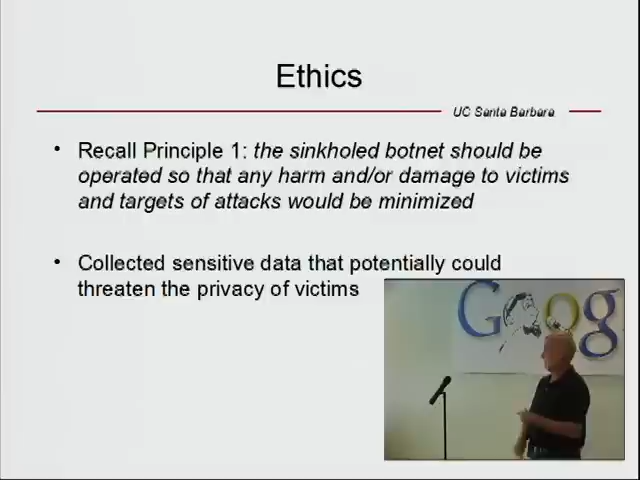 Ethics
UC Santa Barbara
• Recall Principle 1: the sinkholed botnet should be
operated so that any harm and/or damage to victims
and targets of attacks would be minimized
• Collected sensitive data that potentially could
threaten the privacy of victims
Goog